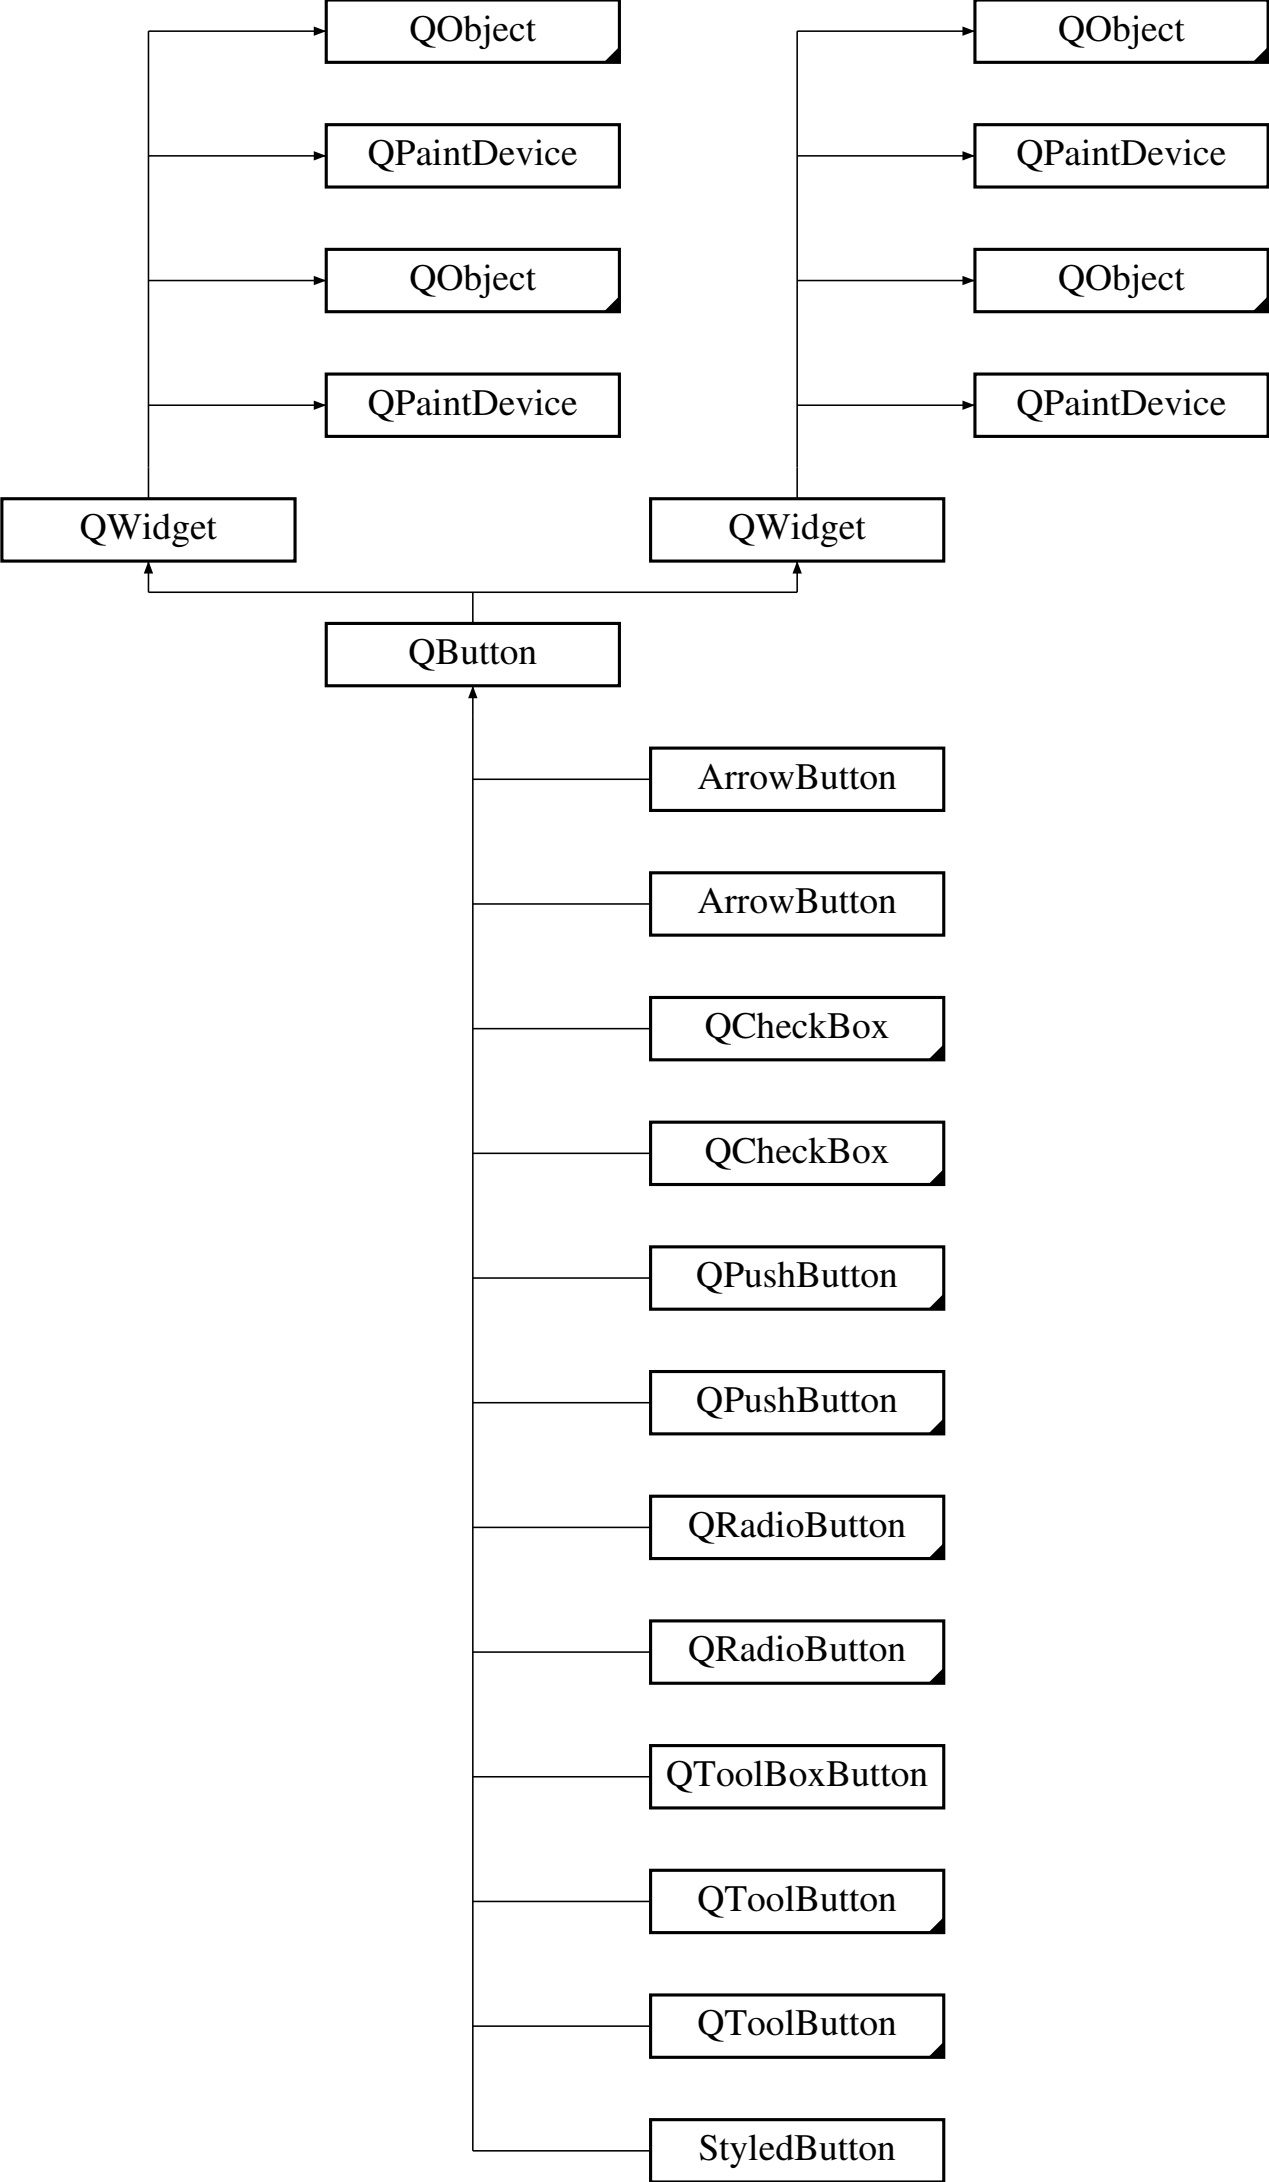 QObject
QObject
QPaintDevice
QPaintDevice
QObject
QObject
QPaintDevice
QPaintDevice
QWidget
QWidget
QButton
ArrowButton
ArrowButton
QCheckBox
QCheckBox
QPushButton
QPushButton
QRadioButton
QRadioButton
QToolBoxButton
QToolButton
QToolButton
StyledButton